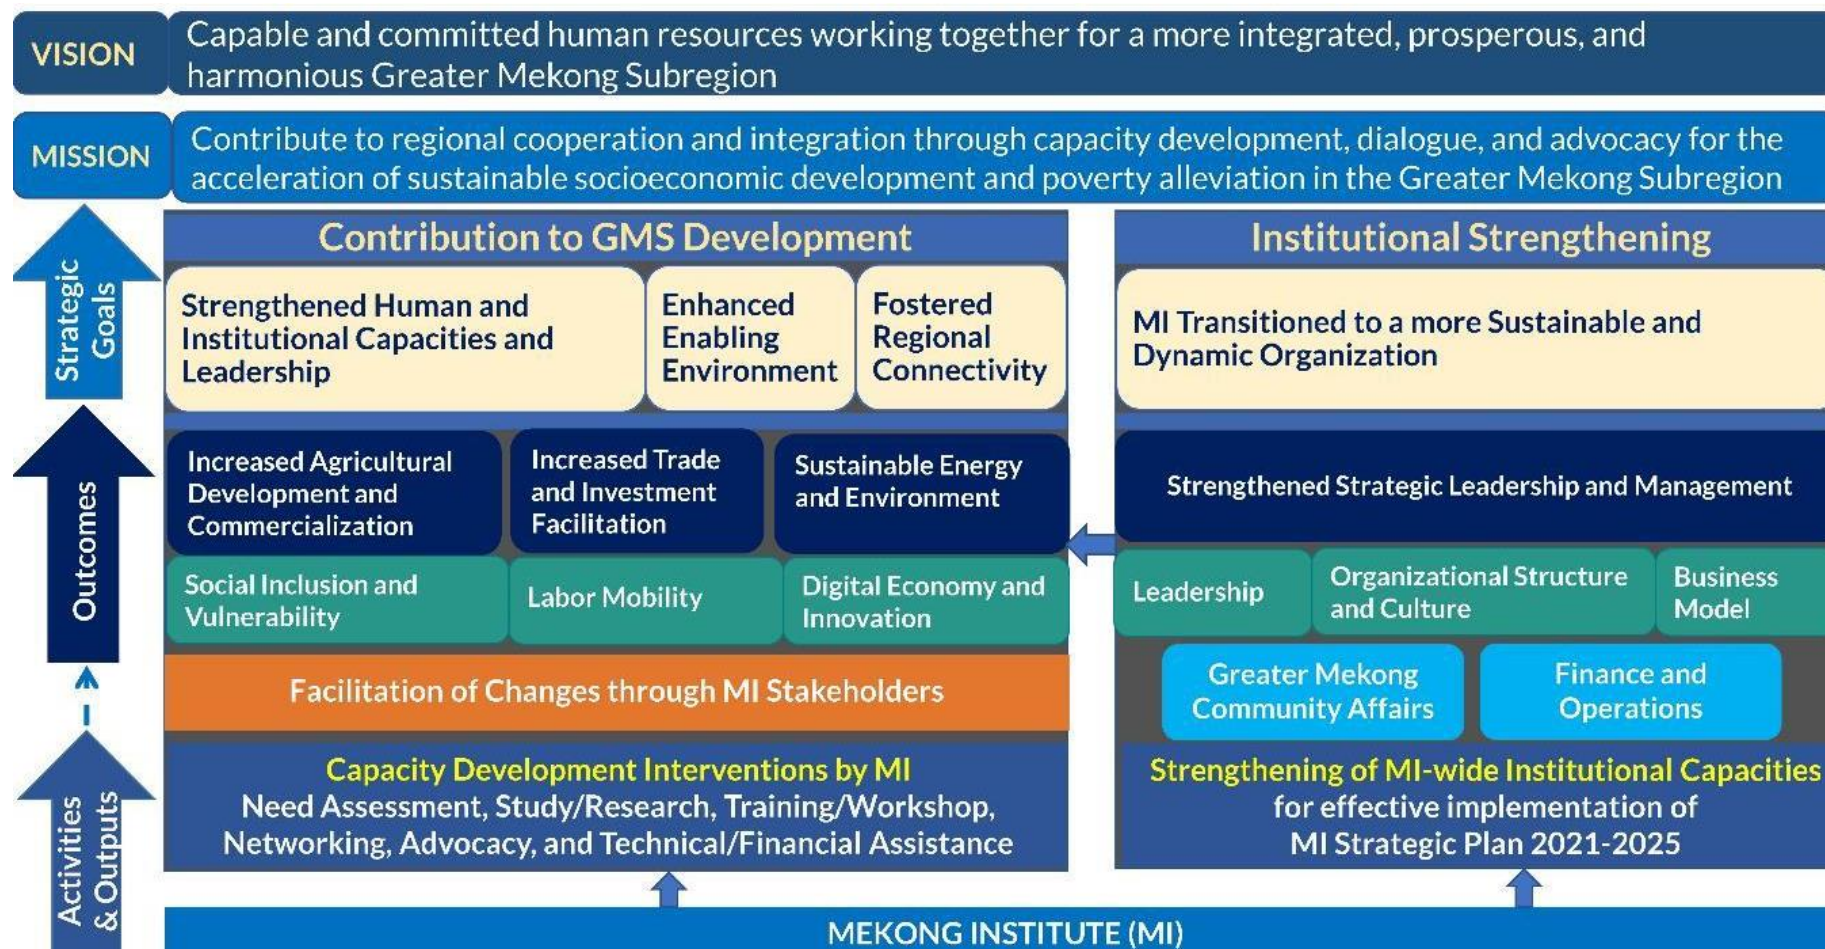 VISION
Capable and committed human resources working together for a more integrated, prosperous, and
harmonious Greater Mekong Subregion
MISSION
Contribute to regional cooperation and integration through capacity development, dialogue, and advocacy for the
acceleration of sustainable socioeconomic development and poverty alleviation in the Greater Mekong Subregion
Strategic
Goals
Contribution to GMS Development
Strengthened Human and
Institutional Capacities and
Leadership
Enhanced
Enabling
Environment
Fostered
Regional
Connectivity
Institutional Strengthening
MI Transitioned to a more Sustainable and
Dynamic Organization
Outcomes
Increased Agricultural
Development and
Commercialization
Increased Trade
and Investment
Facilitation
Sustainable Energy
and Environment
Strengthened Strategic Leadership and Management
Social Inclusion and
Vulnerability
Labor Mobility
Digital Economy and
Innovation
Leadership
Organizational Structure
and Culture
Business
Model
Facilitation of Changes through MI Stakeholders
Greater Mekong
Community Affairs
Finance and
Operations
Activities
& Outputs
Capacity Development Interventions by MI
Need Assessment, Study/Research, Training/Workshop,
Networking, Advocacy, and Technical/Financial Assistance
Strengthening of MI-wide Institutional Capacities
for effective implementation of
MI Strategic Plan 2021-2025
MEKONG INSTITUTE (MI)